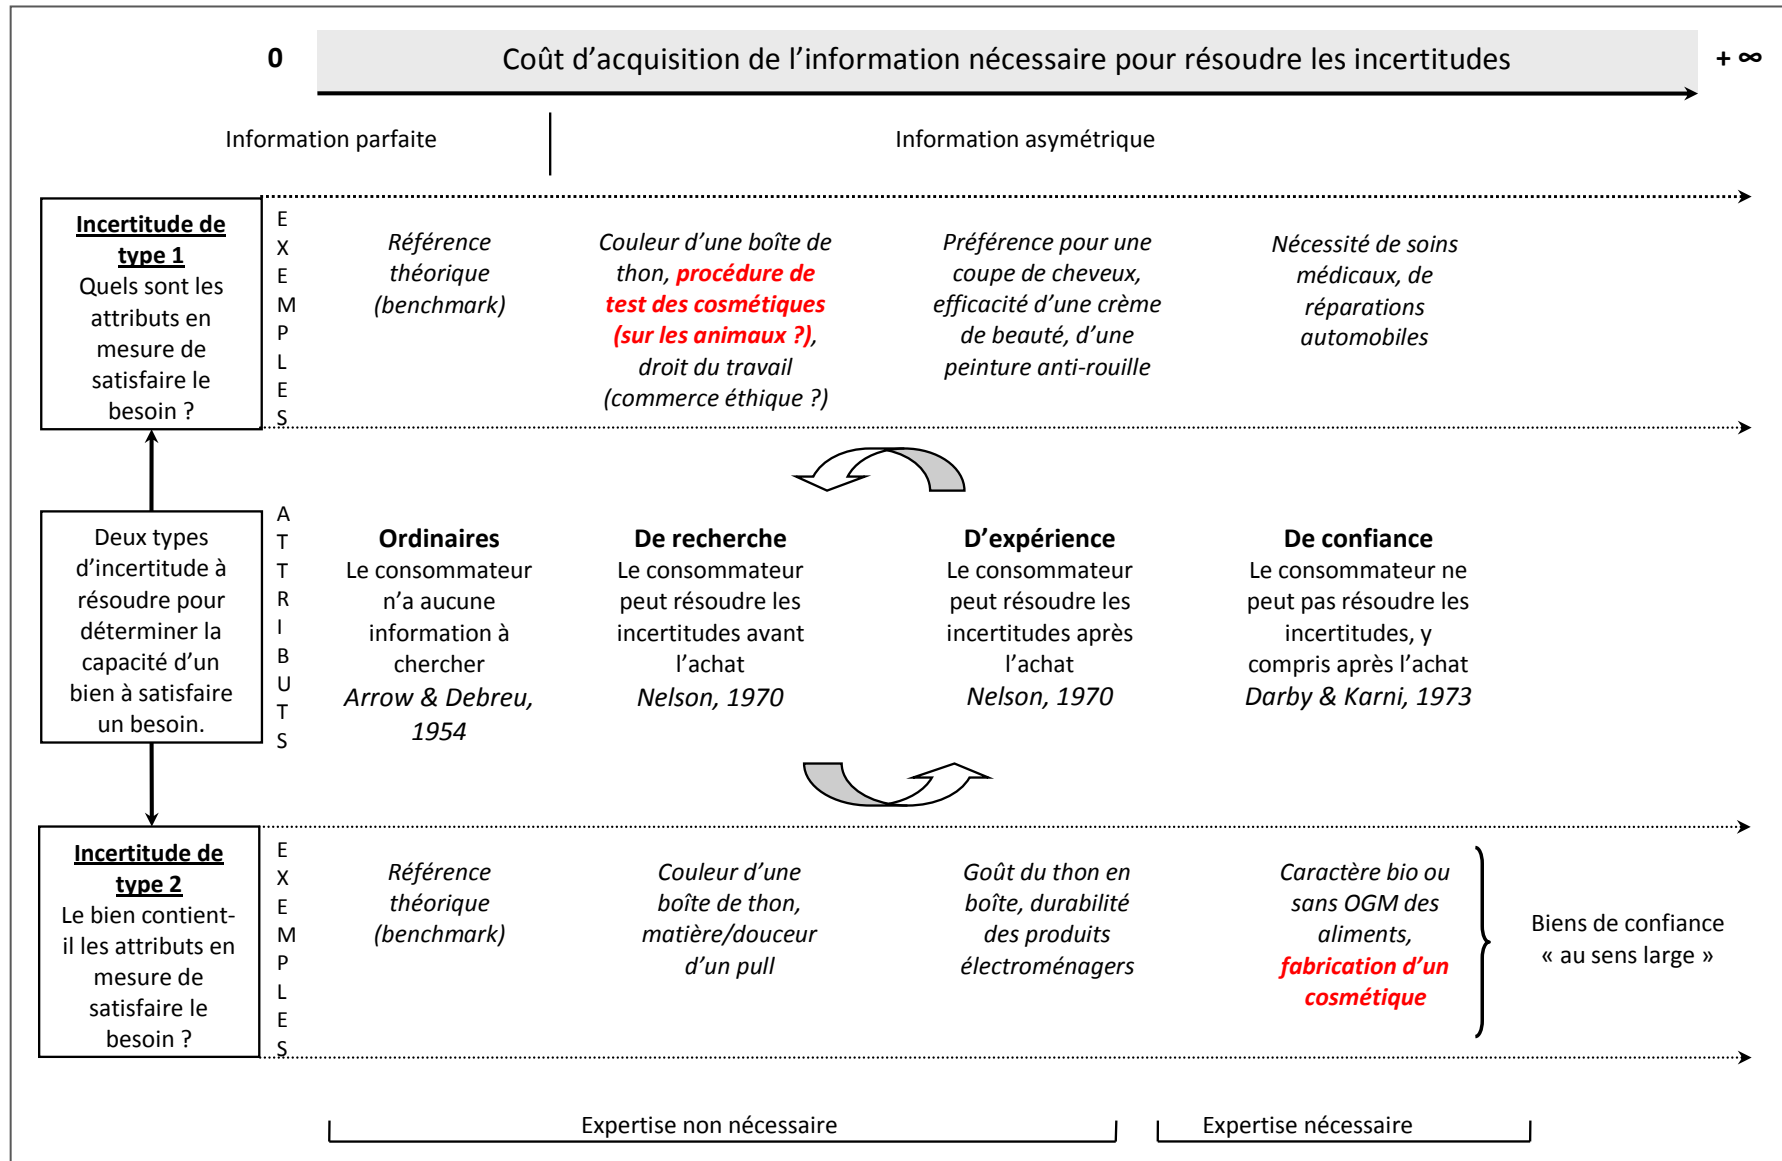 0
Coût d’acquisition de l’information nécessaire pour résoudre les incertitudes
+ ∞
Information parfaite
Information asymétrique
Incertitude de
type 1
Quels sont les
attributs en
mesure de
satisfaire le
besoin ?
E
X
E
M
P
L
E
S
Référence
théorique
(benchmark)
Couleur d’une boîte de
thon, procédure de
test des cosmétiques
(sur les animaux ?),
droit du travail
(commerce éthique ?)
Préférence pour une
coupe de cheveux,
efficacité d’une crème
de beauté, d’une
peinture anti-rouille
Nécessité de soins
médicaux, de
réparations
automobiles
Deux types
d’incertitude à
résoudre pour
déterminer la
capacité d’un
bien à satisfaire
un besoin.
A
T
T
R
I
B
U
T
S
Ordinaires
Le consommateur
n’a aucune
information à
chercher
Arrow & Debreu,
1954
De recherche
Le consommateur
peut résoudre les
incertitudes avant
l’achat
Nelson, 1970
D’expérience
Le consommateur
peut résoudre les
incertitudes après
l’achat
Nelson, 1970
De confiance
Le consommateur ne
peut pas résoudre les
incertitudes, y
compris après l’achat
Darby & Karni, 1973
Incertitude de
type 2
Le bien contient-
il les attributs en
mesure de
satisfaire le
besoin ?
E
X
E
M
P
L
E
S
Référence
théorique
(benchmark)
Couleur d’une
boîte de thon,
matière/douceur
d’un pull
Goût du thon en
boîte, durabilité
des produits
électroménagers
Caractère bio ou
sans OGM des
aliments,
fabrication d’un
cosmétique
Biens de confiance
« au sens large »
Expertise non nécessaire
Expertise nécessaire